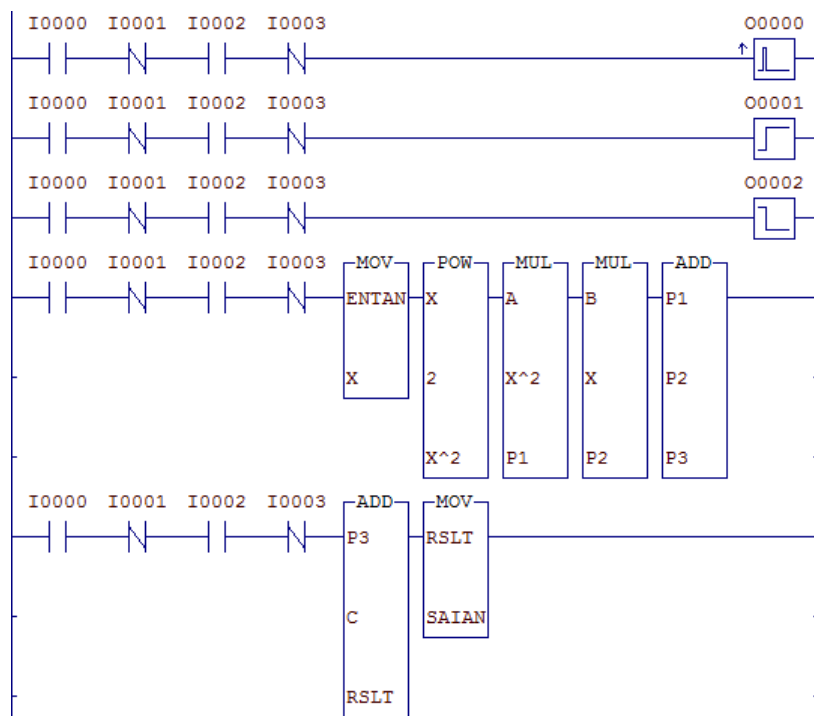 I0000 I0001 I0002 I0003 O0000
I0000 I0001 I0002 I0003 O0001
I0000 I0001 I0002 I0003 O0002
I0000 I0001 I0002 I0003 MOV POW MUL MUL ADD
ENTAN X A B P1
X 2 X^2 X P2
X^2 P1 P2 P3
I0000 I0001 I0002 I0003 ADD MOV
P3 RSLT
C SAIAN
RSLT